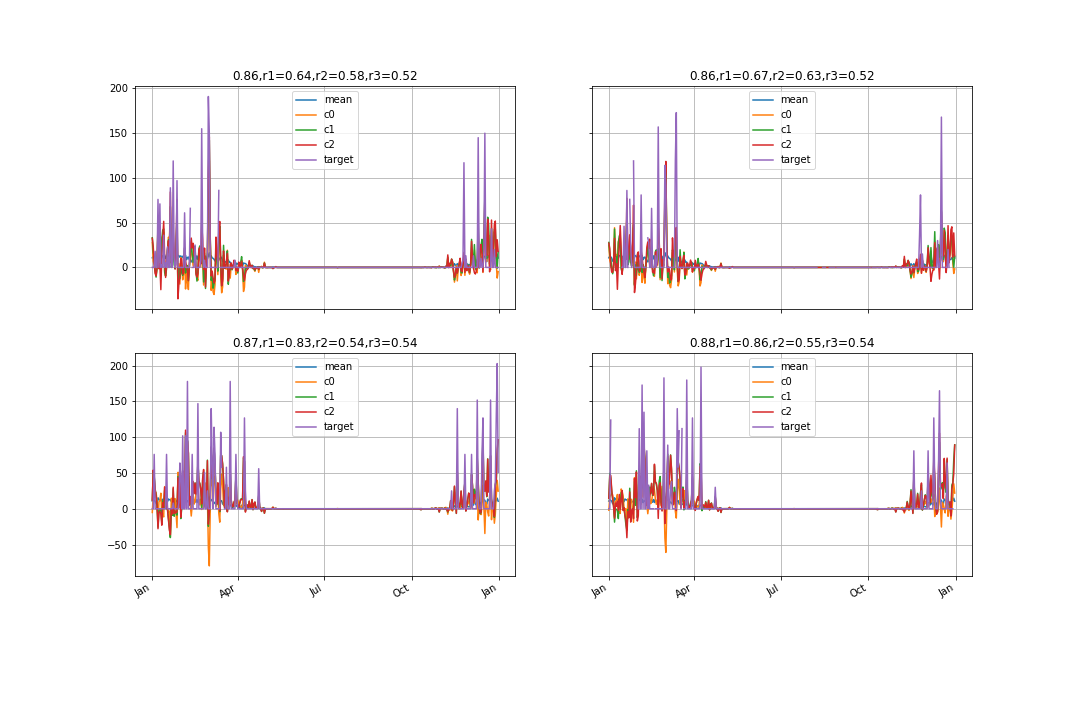 0.86,r1=0.64,r2=0.58,r3=0.52
200
150
100
50
0
mean
c0
c1
c2
target
0.86,r1=0.67,r2=0.63,r3=0.52
mean
c0
c1
c2
target
0.87,r1=0.83,r2=0.54,r3=0.54
200
150
100
50
0
−50
mean
c0
c1
c2
target
Jan
Apr
Jul
Oct
Jan
0.88,r1=0.86,r2=0.55,r3=0.54
mean
c0
c1
c2
target
Jan
Apr
Jul
Oct
Jan